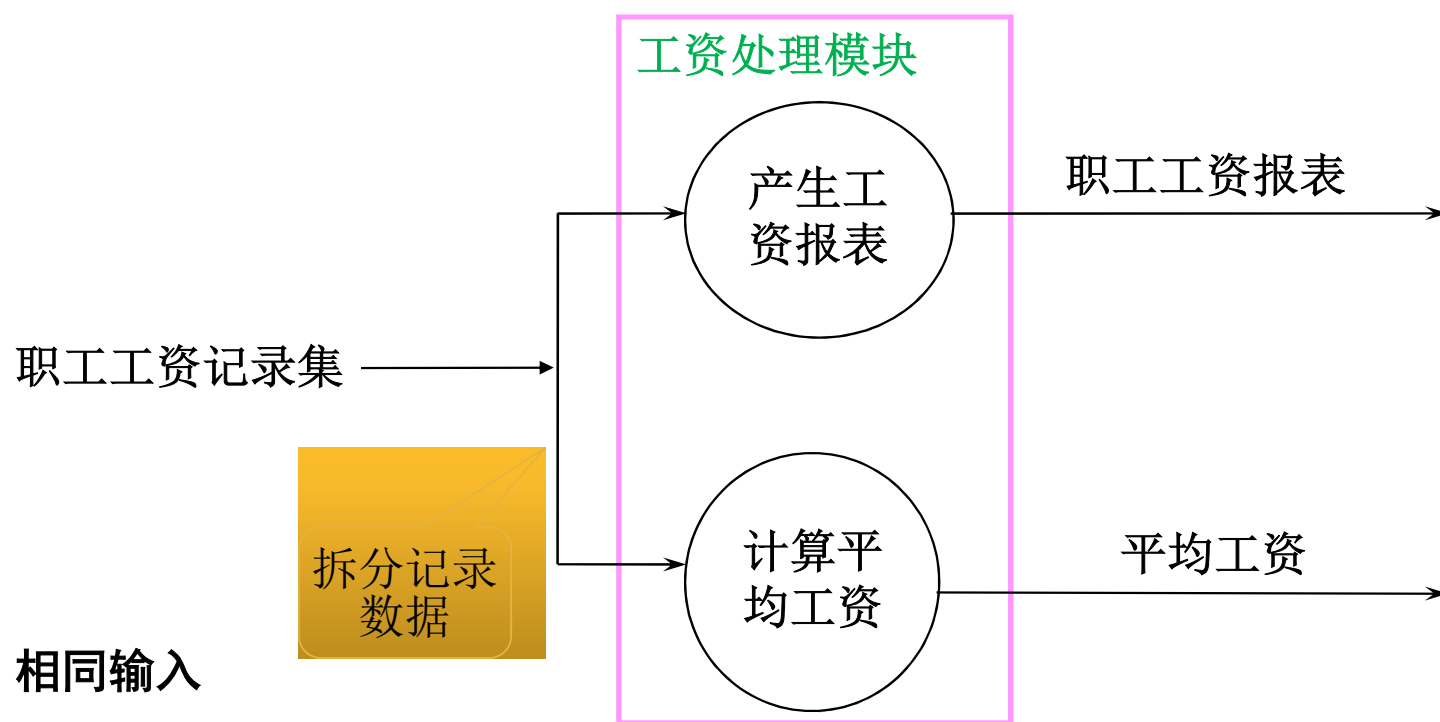 工资处理模块
产生工
资报表
职工工资报表
职工工资记录集
拆分记录
数据
计算平
均工资
平均工资
相同输入